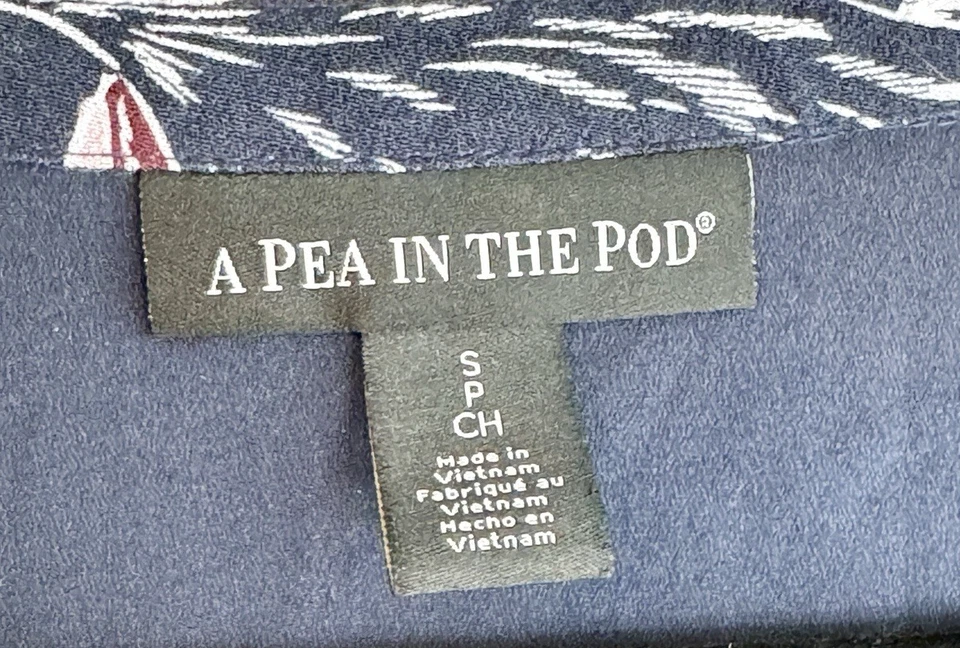 A PEA IN THE POD®
S
P
CH
Made in
Vietnam
Fabriqué au
Vietnam
Hecho en
Vietnam